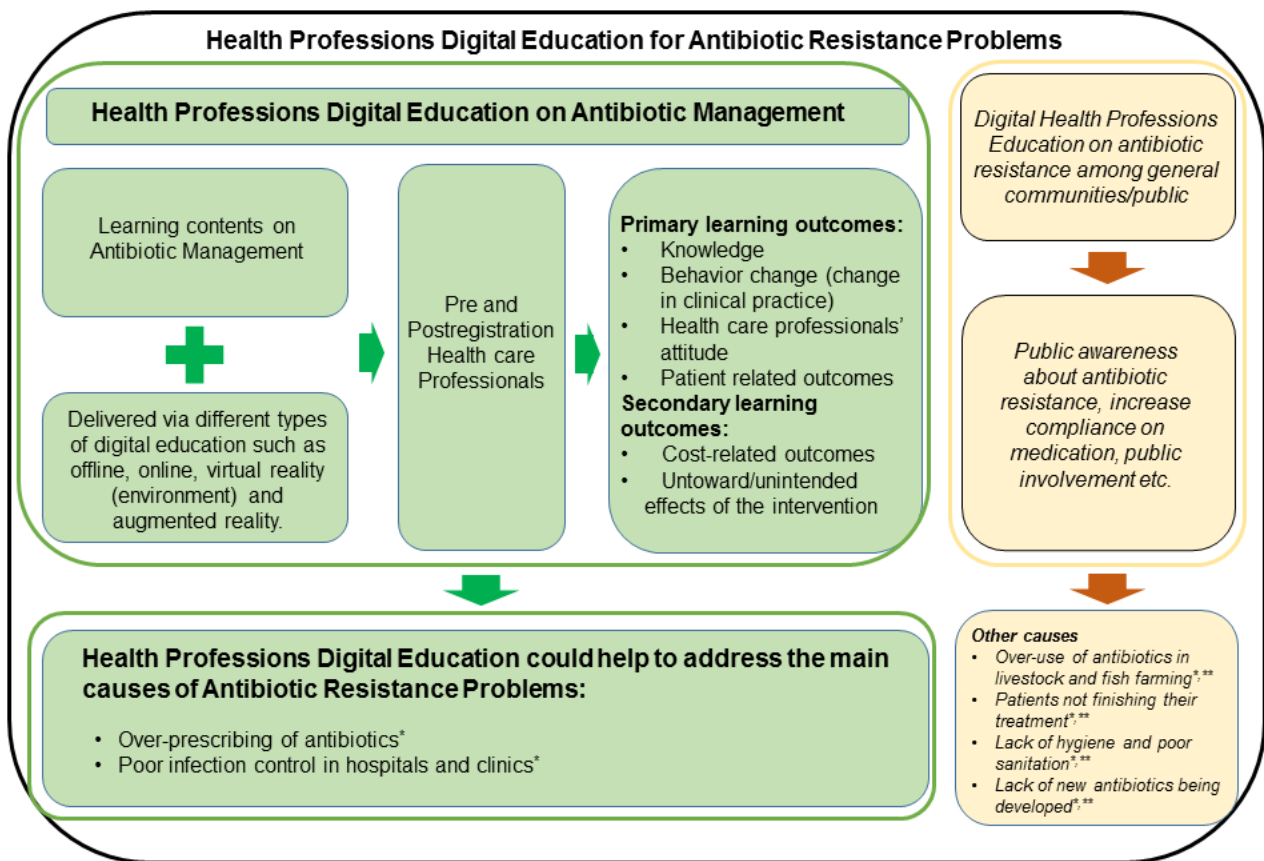 Health Professions Digital Education for Antibiotic Resistance Problems
Health Professions Digital Education on Antibiotic Management
Learning contents on
Antibiotic Management
Delivered via different types
of digital education such as
offline, online, virtual reality
(environment) and
augmented reality.
Pre and
Postregistration
Health care
Professionals
Primary learning outcomes:
• Knowledge
• Behavior change (change
in clinical practice)
• Health care professionals’
attitude
• Patient related outcomes
Secondary learning
outcomes:
• Cost-related outcomes
• Untoward/unintended
effects of the intervention
Health Professions Digital Education could help to address the main
causes of Antibiotic Resistance Problems:
• Over-prescribing of antibiotics*
• Poor infection control in hospitals and clinics*
Digital Health Professions
Education on antibiotic
resistance among general
communities/public
Public awareness
about antibiotic
resistance, increase
compliance on
medication, public
involvement etc.
Other causes
• Over-use of antibiotics in
livestock and fish farming*,**
• Patients not finishing their
treatment*,**
• Lack of hygiene and poor
sanitation*,**
• Lack of new antibiotics being
developed*,**